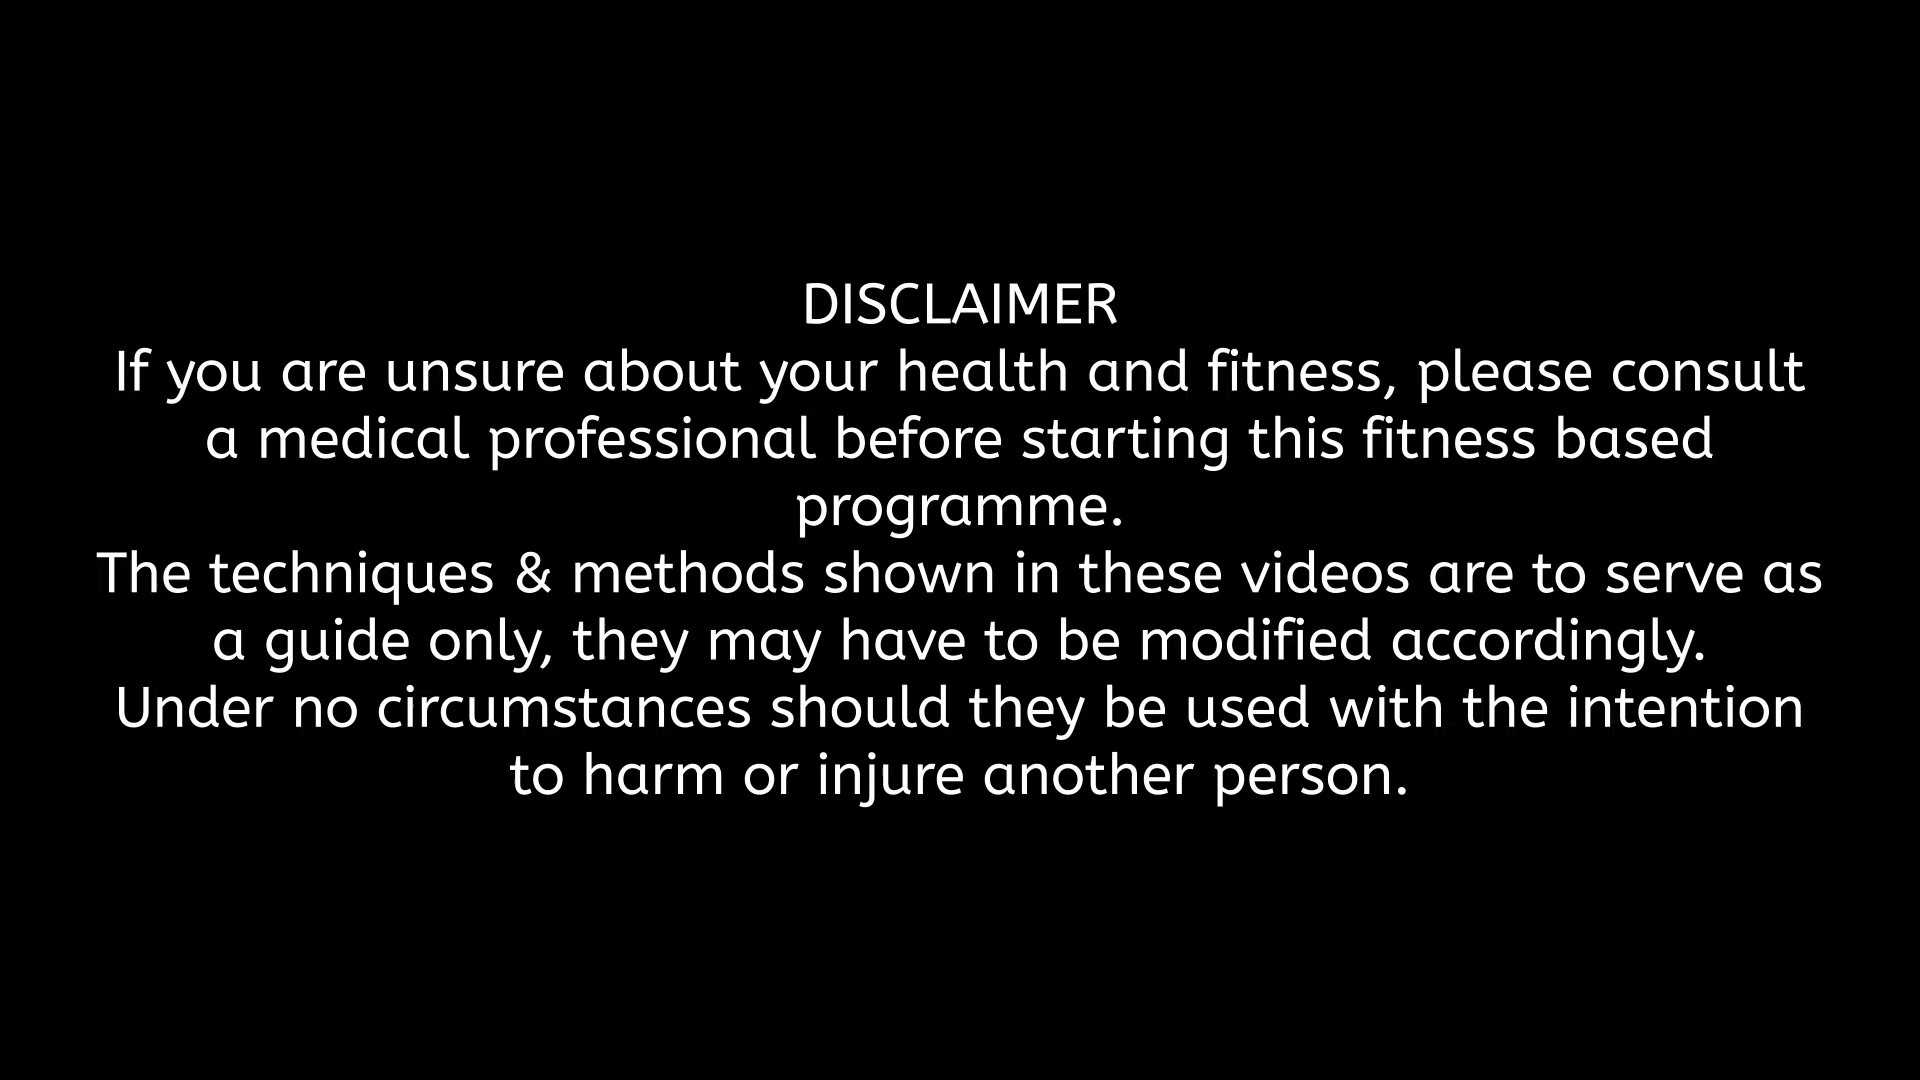 DISCLAIMER
If you are unsure about your health and fitness, please consult
a medical professional before starting this fitness based
programme.
The techniques & methods shown in these videos are to serve as
a guide only, they may have to be modified accordingly.
Under no circumstances should they be used with the intention
to harm or injure another person.